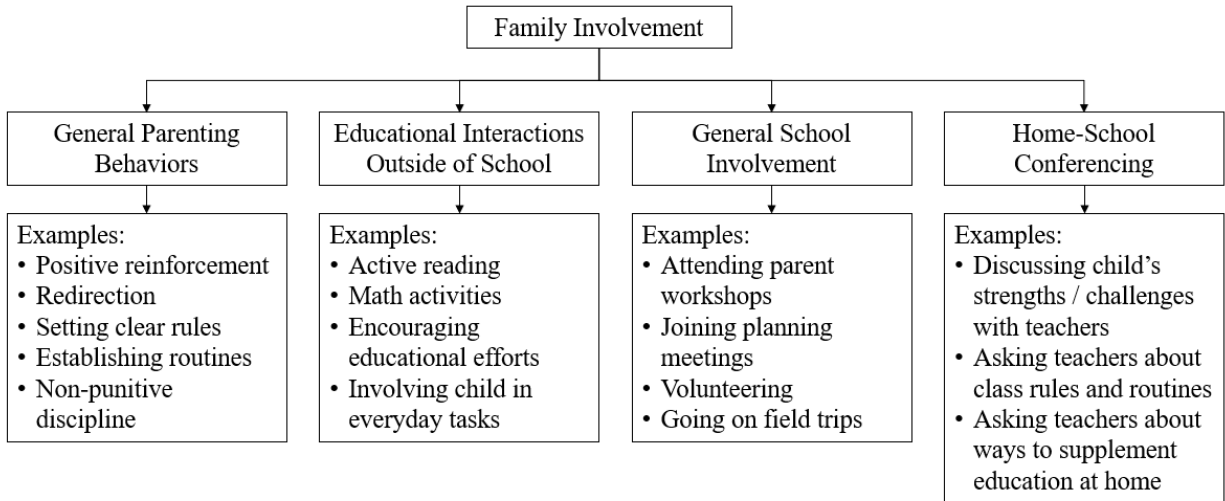 Family Involvement
General Parenting
Behaviors
Educational Interactions
Outside of School
General School
Involvement
Home-School
Conferencing
Examples:
• Positive reinforcement
• Redirection
• Setting clear rules
• Establishing routines
• Non-punitive
discipline
Examples:
• Active reading
• Math activities
• Encouraging
educational efforts
• Involving child in
everyday tasks
Examples:
• Attending parent
workshops
• Joining planning
meetings
• Volunteering
• Going on field trips
Examples:
• Discussing child’s
strengths / challenges
with teachers
• Asking teachers about
class rules and routines
• Asking teachers about
ways to supplement
education at home